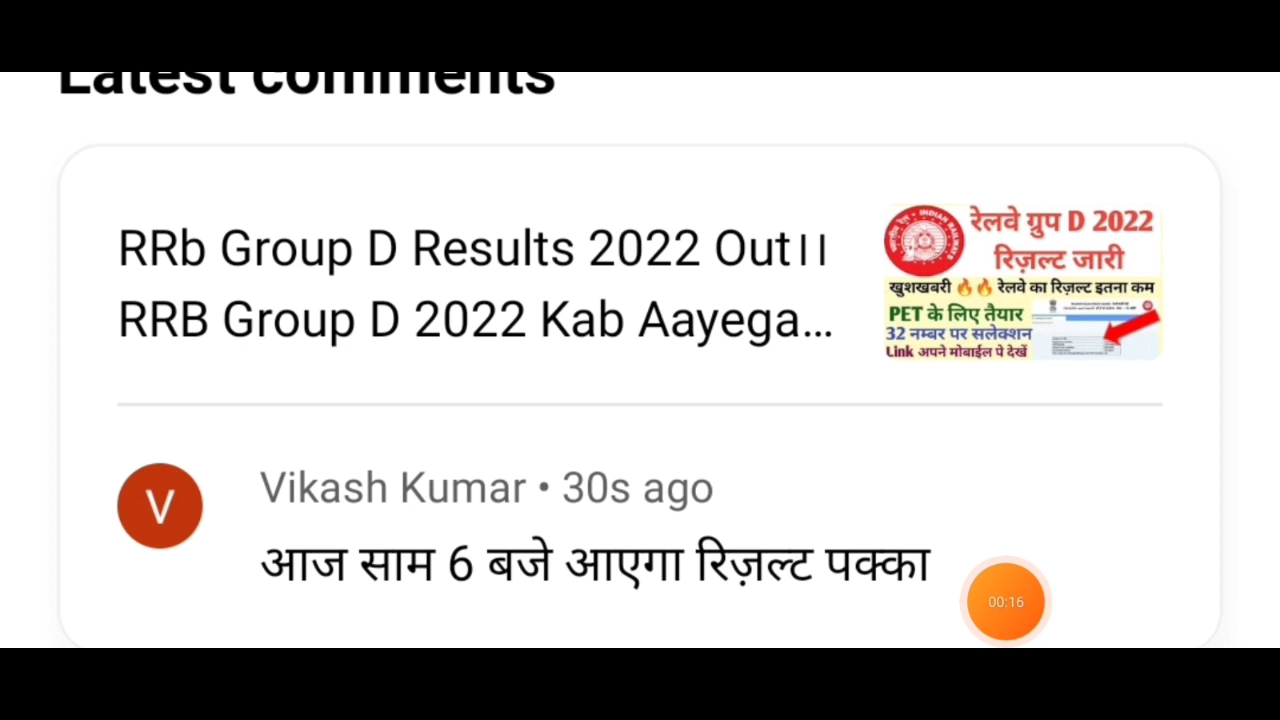 Latest comments
RRb Group D Results 2022 Out।।
RRB Group D 2022 Kab Aayega...
INDIAN RAILWAYS
रेलवे ग्रुप D 2022
रिज़ल्ट जारी
खुशखबरी 🔥🔥 रेलवे का रिज़ल्ट इतना कम
PET के लिए तैयार
32 नम्बर पर सलेक्शन
Link अपने मोबाईल पे देखें
V
Vikash Kumar • 30s ago
आज साम 6 बजे आएगा रिज़ल्ट पक्का
00:16